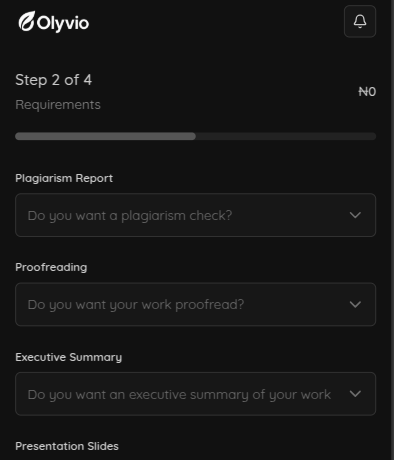 Olyvio
Step 2 of 4
Requirements
₦0
Plagiarism Report
Do you want a plagiarism check?
Proofreading
Do you want your work proofread?
Executive Summary
Do you want an executive summary of your work
Presentation Slides